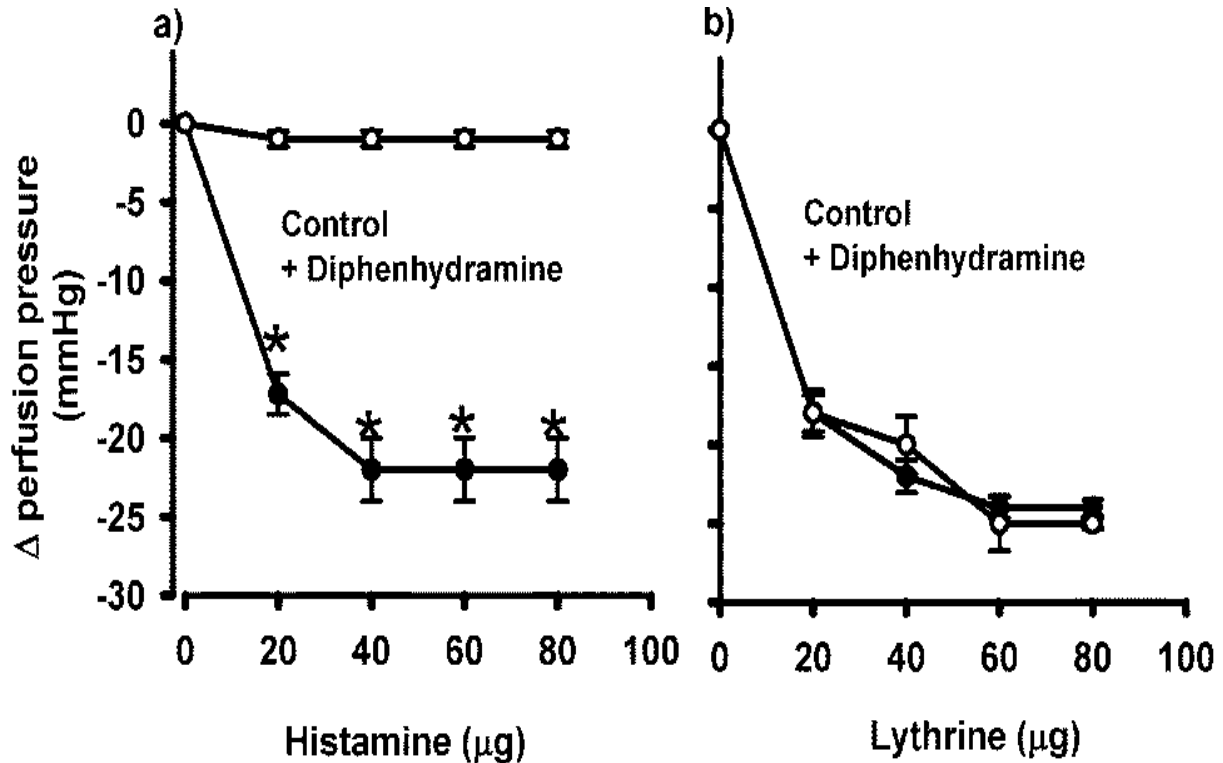 a)
Δ perfusion pressure
(mmHg)
0
-5
-10
-15
-20
-25
-30
Control
+ Diphenhydramine
*
*
*
*
0 20 40 60 80 100
Histamine (µg)
b)
Control
+ Diphenhydramine
0 20 40 60 80 100
Lythrine (µg)